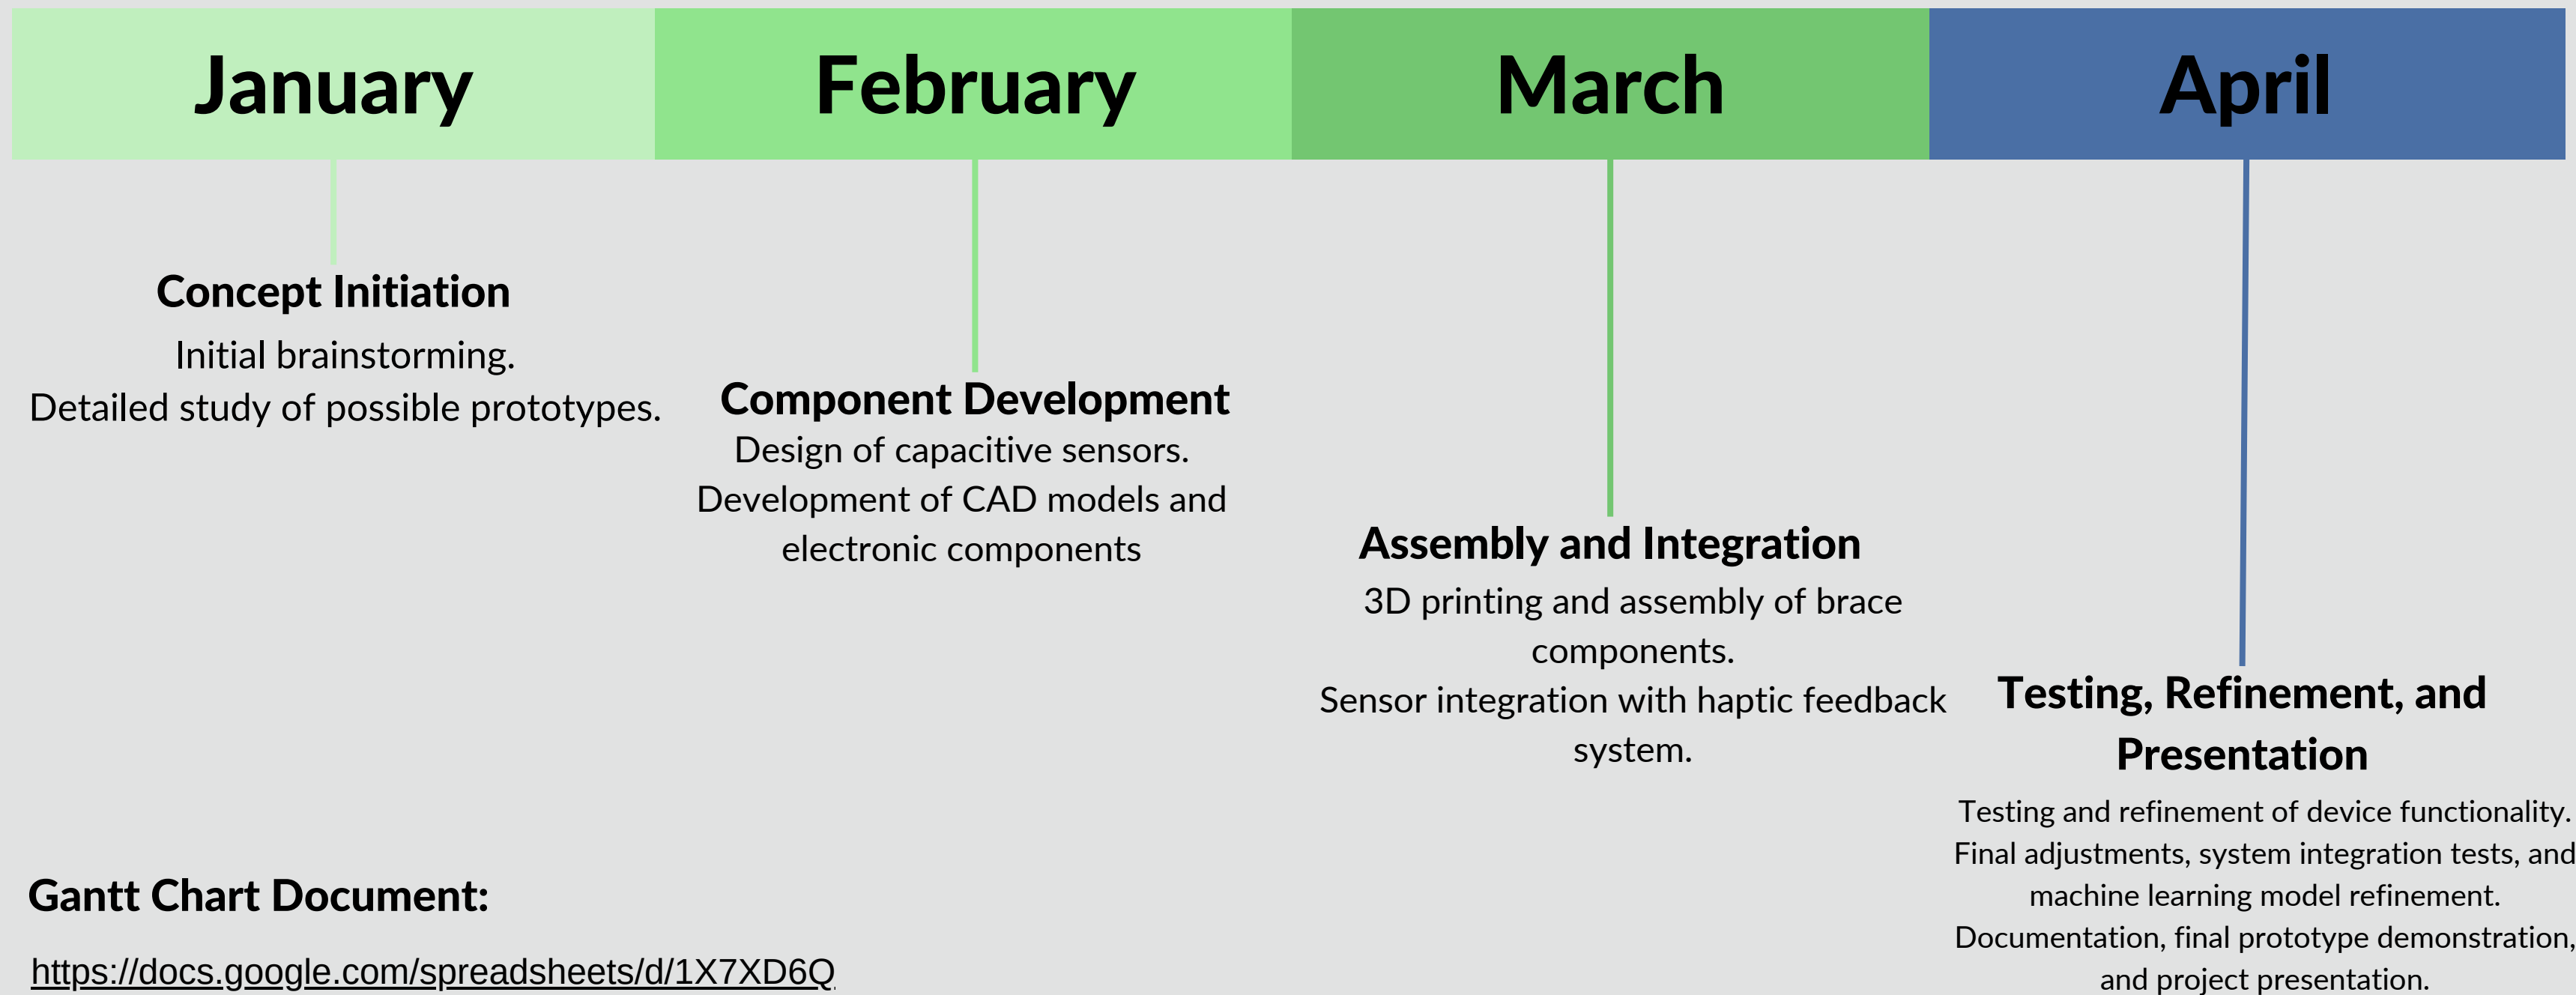 January
February
March
April
Concept Initiation
Initial brainstorming.
Detailed study of possible prototypes.
Component Development
Design of capacitive sensors.
Development of CAD models and
electronic components
Assembly and Integration
3D printing and assembly of brace
components.
Sensor integration with haptic feedback
system.
Testing, Refinement, and
Presentation
Testing and refinement of device functionality.
Final adjustments, system integration tests, and
machine learning model refinement.
Documentation, final prototype demonstration,
and project presentation.
Gantt Chart Document:
https://docs.google.com/spreadsheets/d/1X7XD6Q